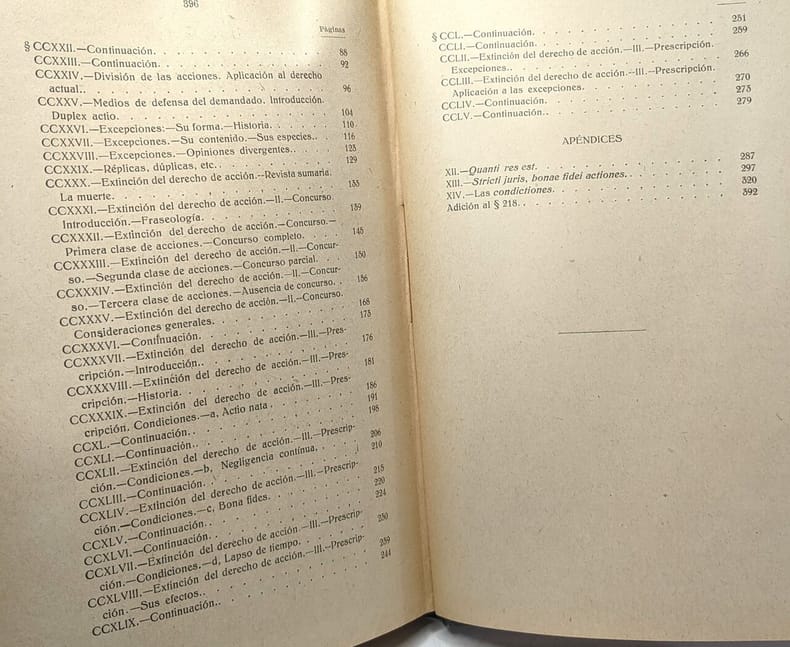 396
Páginas
§ CCXXII.—Continuación. 88
CCXXIII.—Continuación. 92
CCXXIV.—División de las acciones. Aplicación al derecho
actual.. 96
CCXXV.—Medios de defensa del demandado. Introducción.
Duplex actio. 104
CCXXVI.—Excepciones:—Su forma.—Historia. 110
CCXXVII.—Excepciones.—Su contenido.—Sus especies.. 116
CCXXVIII.—Excepciones.—Opiniones divergentes.. 123
CCXXIX.—Réplicas, dúplicas, etc.. 129
CCXXX.—Extinción del derecho de acción.—Revista sumaria.
La muerte. 133
CCXXXI.—Extinción del derecho de acción.—II.—Concurso
Introducción.—Fraseología. 139
CCXXXII.—Extinción del derecho de acción.—Concurso.—
Primera clase de acciones.—Concurso completo. 143
CCXXXIII.—Extinción del derecho de acción.—II.—Concur-
so.—Segunda clase de acciones.—Concurso parcial. 150
CCXXXIV.—Extinción del derecho de acción.—II.—Concur-
so.—Tercera clase de acciones.—Ausencia de concurso. 156
CCXXXV.—Extinción del derecho de acción.—II.—Concurso.
Consideraciones generales. 168
CCXXXVI.—Continuación. 173
CCXXXVII.—Extinción del derecho de acción.—III.—Pres-
cripción.—Introducción.. 176
CCXXXVIII.—Extinción del derecho de acción.—III.—Pres-
cripción.—Historia. 181
CCXXXIX.—Extinción del derecho de acción.—III.—Pres-
cripción. Condiciones.—a, Actio nata 186
CCXL.—Continuación.. 191
CCXLI.—Continuación.. 198
CCXLII.—Extinción del derecho de acción.—III.—Prescrip-
ción.—Condiciones.—b, Negligencia continua. 206
CCXLIII.—Continuación. 210
CCXLIV.—Extinción del derecho de acción.—III.—Prescrip-
ción.—Condiciones.—c, Bona fides. 215
CCXLV.—Continuación.. 220
CCXLVI.—Continuación. 224
CCXLVII.—Extinción del derecho de acción.—III.—Prescrip-
ción.—Condiciones.—d, Lapso de tiempo. 230
CCXLVIII.—Extinción del derecho de acción.—III.—Prescrip-
ción.—Sus efectos.. 239
CCXLIX.—Continuación.. 244
§ CCL.—Continuación. 251
CCLI.—Continuación. 259
CCLII.—Extinción del derecho de acción.—III.—Prescripción.
Excepciones.. 266
CCLIII.—Extinción del derecho de acción.—III.—Prescripción.
Aplicación a las excepciones. 270
CCLIV.—Continuación. 273
CCLV.—Continuación.. 279
APÉNDICES
XII.—Quanti res est. 287
XIII.—Stricti juris, bonae fidei actiones.. 297
XIV.—Las condictiones. 320
Adición al § 218.. 392